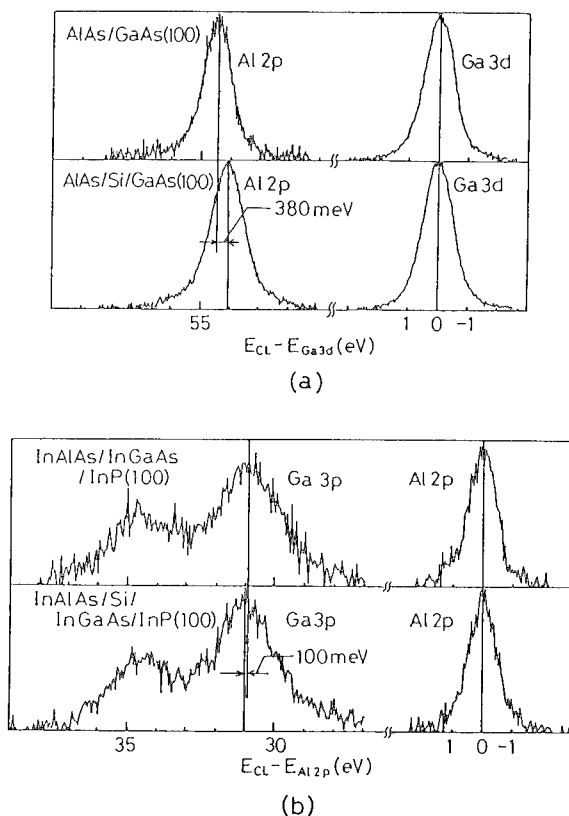 AlAs/GaAs(100)
Al 2p
Ga 3d
AlAs/Si/GaAs(100)
Al 2p
Ga 3d
380 meV
55
1 0 -1
E_CL - E_Ga3d (eV)
(a)
InAlAs/InGaAs
/InP(100)
Ga 3p
Al 2p
InAlAs/Si/
InGaAs/InP(100)
Ga 3p
Al 2p
100 meV
35
30
1 0 -1
E_CL - E_Al2p (eV)
(b)